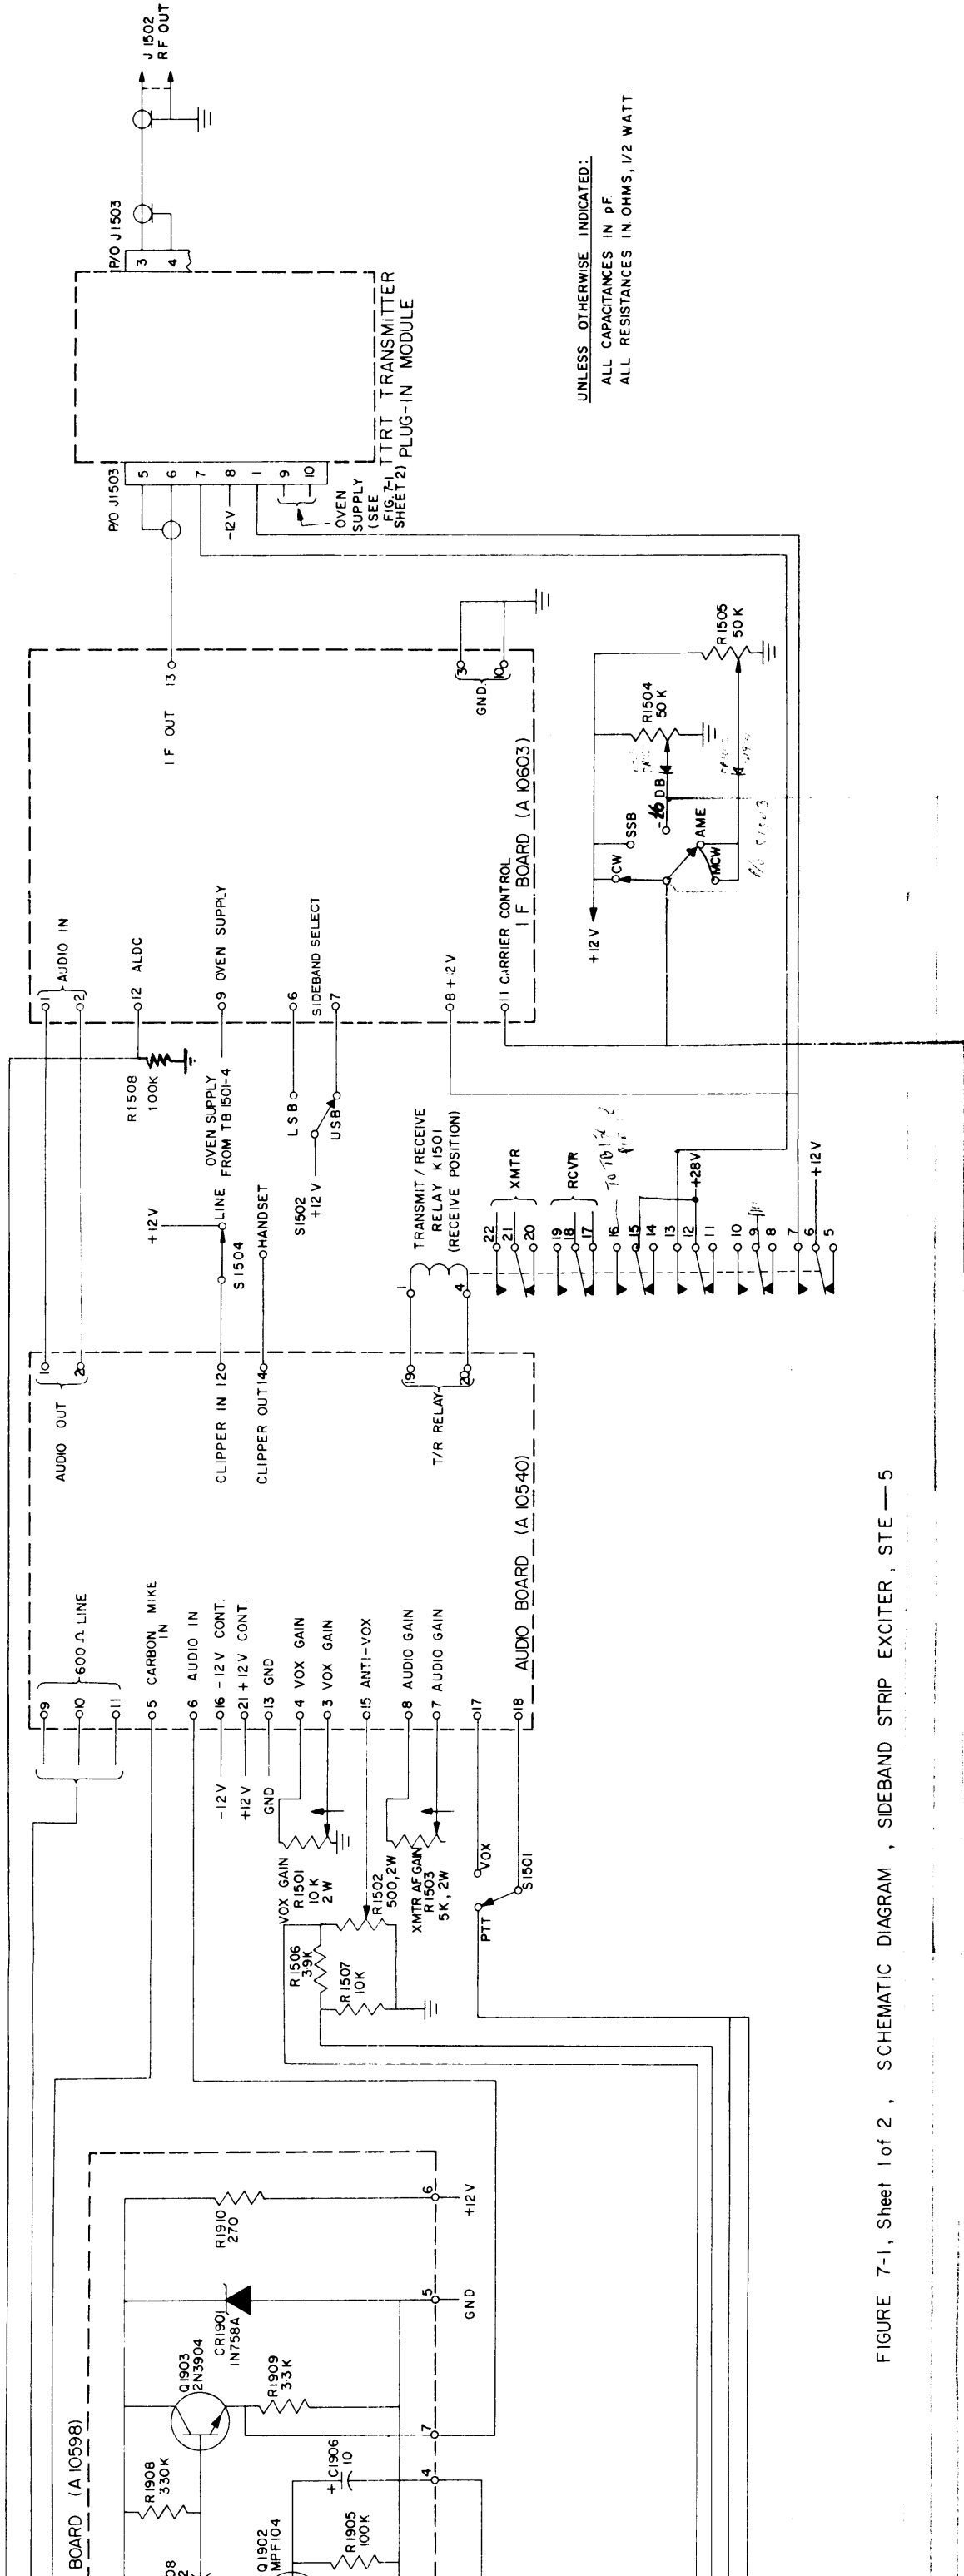 J1502
RF OUT
P/O J1503
3
4
TTRT TRANSMITTER
PLUG-IN MODULE
P/O J1503
5
6
7
8
1
9
10
-12V
OVEN
SUPPLY
(SEE
FIG. 7-1
SHEET 2)
UNLESS OTHERWISE INDICATED:
ALL CAPACITANCES IN pF.
ALL RESISTANCES IN OHMS, 1/2 WATT.
IF OUT 13
3
10
GND.
IF BOARD (A 10603)
1
2
AUDIO IN
12 ALDC
9 OVEN SUPPLY
6
7
SIDEBAND SELECT
8 +12V
11 CARRIER CONTROL
R1505
50K
R1504
50K
-26 DB
SSB
CW
AME
MCW
+12V
P/O S1503
R1508
100K
OVEN SUPPLY
FROM TB 1501-4
+12V
LINE
S1504
HANDSET
LSB
USB
S1502
+12V
TRANSMIT / RECEIVE
RELAY K1501
(RECEIVE POSITION)
1
4
22
21
20
XMTR
19
18
17
RCVR
16
15
14
13
12
11
+28V
10
9
8
7
6
5
+12V
1
2
AUDIO OUT
CLIPPER IN 12
CLIPPER OUT 14
19
20
T/R RELAY
AUDIO BOARD (A 10540)
9
10
11
600 Ω LINE
5 CARBON MIKE
IN
6 AUDIO IN
16 -12V CONT.
21 +12V CONT.
13 GND
4 VOX GAIN
3 VOX GAIN
15 ANTI-VOX
8 AUDIO GAIN
7 AUDIO GAIN
17
18
-12V
+12V
GND
VOX GAIN
R1501
10K
2W
R1502
500, 2W
XMTR AF GAIN
R1503
5K, 2W
VOX
PTT
S1501
R1506
39K
R1507
10K
BOARD (A 10598)
R1910
270
6
+12V
CR1901
1N758A
5
GND
Q1903
2N3904
R1909
3.3K
7
R1908
330K
C1906
+
10
4
Q1902
MPF104
R1905
100K
FIGURE 7-1, Sheet 1 of 2 , SCHEMATIC DIAGRAM , SIDEBAND STRIP EXCITER, STE — 5